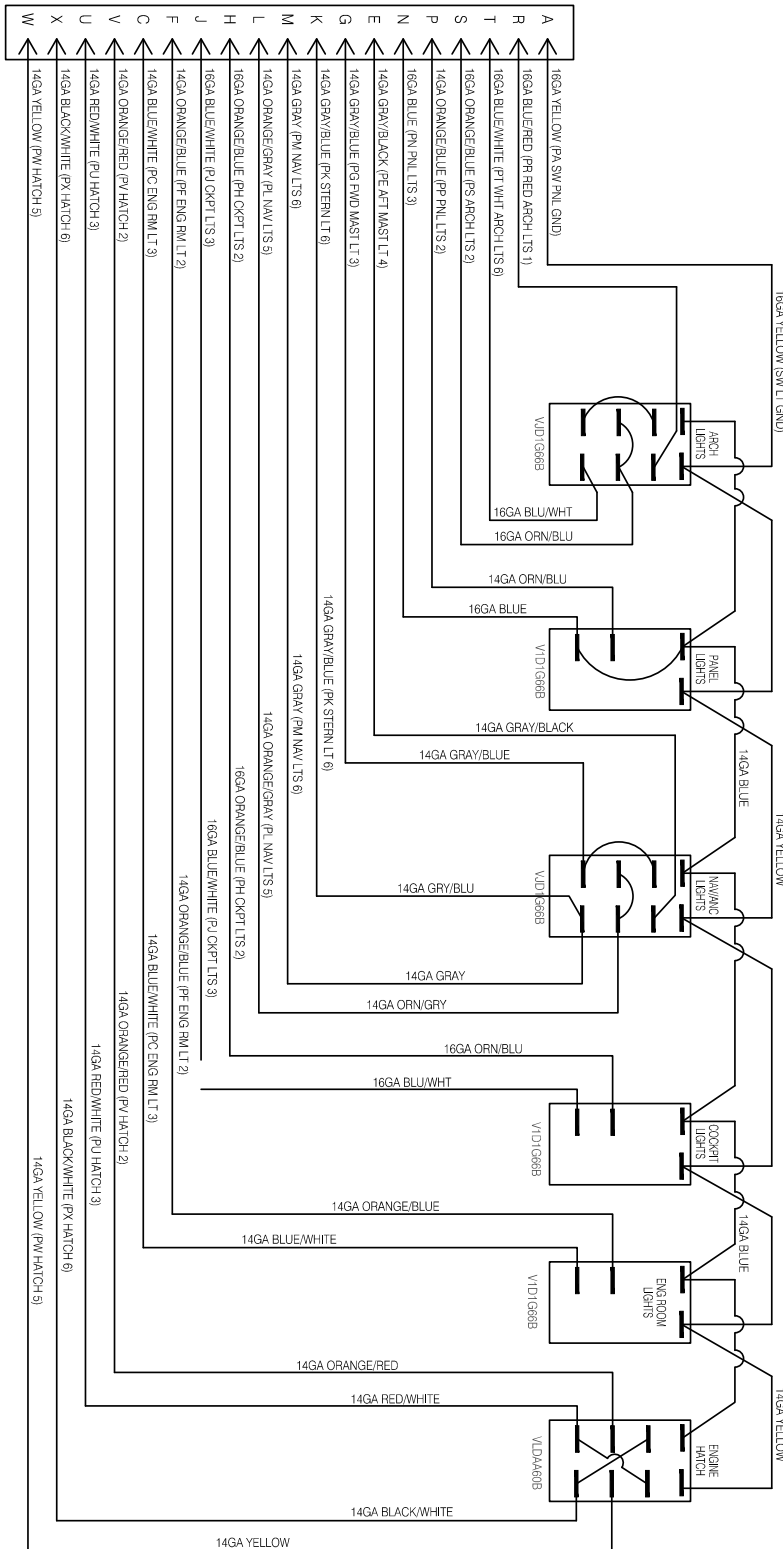 W
X
U
V
C
F
J
H
L
M
K
G
E
N
P
S
T
R
A
14GA YELLOW (PW HATCH 5)
14GA BLACK/WHITE (PX HATCH 6)
14GA RED/WHITE (PU HATCH 3)
14GA ORANGE/RED (PV HATCH 2)
14GA BLUE/WHITE (PC ENG RM LT 3)
14GA ORANGE/BLUE (PF ENG RM LT 2)
16GA BLUE/WHITE (PJ CKPT LTS 3)
16GA ORANGE/BLUE (PH CKPT LTS 2)
14GA ORANGE/GRAY (PL NAV LTS 5)
14GA GRAY (PM NAV LTS 6)
14GA GRAY/BLUE (PK STERN LT 6)
14GA GRAY/BLUE (PG FWD MAST LT 3)
14GA GRAY/BLACK (PE AFT MAST LT 4)
16GA BLUE (PN PNL LTS 3)
14GA ORANGE/BLUE (PP PNL LTS 2)
16GA ORANGE/BLUE (PS ARCH LTS 2)
16GA BLUE/WHITE (PT WHT ARCH LTS 6)
16GA BLUE/RED (PR RED ARCH LTS 1)
16GA YELLOW (PA SW PNL GND)
16GA YELLOW (SW LT GND)
ARCH
LIGHTS
VJD1G66B
16GA BLU/WHT
16GA ORN/BLU
14GA ORN/BLU
16GA BLUE
PANEL
LIGHTS
V1D1G66B
14GA GRAY/BLACK
14GA GRAY/BLUE
14GA BLUE
14GA YELLOW
NAV/ANC
LIGHTS
VJD1G66B
14GA GRY/BLU
14GA GRAY
14GA ORN/GRY
14GA GRAY/BLUE (PK STERN LT 6)
14GA GRAY (PM NAV LTS 6)
14GA ORANGE/GRAY (PL NAV LTS 5)
16GA ORANGE/BLUE (PH CKPT LTS 2)
16GA BLUE/WHITE (PJ CKPT LTS 3)
14GA ORANGE/BLUE (PF ENG RM LT 2)
14GA BLUE/WHITE (PC ENG RM LT 3)
14GA ORANGE/RED (PV HATCH 2)
14GA RED/WHITE (PU HATCH 3)
14GA BLACK/WHITE (PX HATCH 6)
14GA YELLOW (PW HATCH 5)
16GA ORN/BLU
16GA BLU/WHT
COCKPIT
LIGHTS
V1D1G66B
14GA BLUE
14GA ORANGE/BLUE
14GA BLUE/WHITE
ENG ROOM
LIGHTS
V1D1G66B
14GA ORANGE/RED
14GA RED/WHITE
14GA YELLOW
ENGINE
HATCH
VLDAA60B
14GA BLACK/WHITE
14GA YELLOW